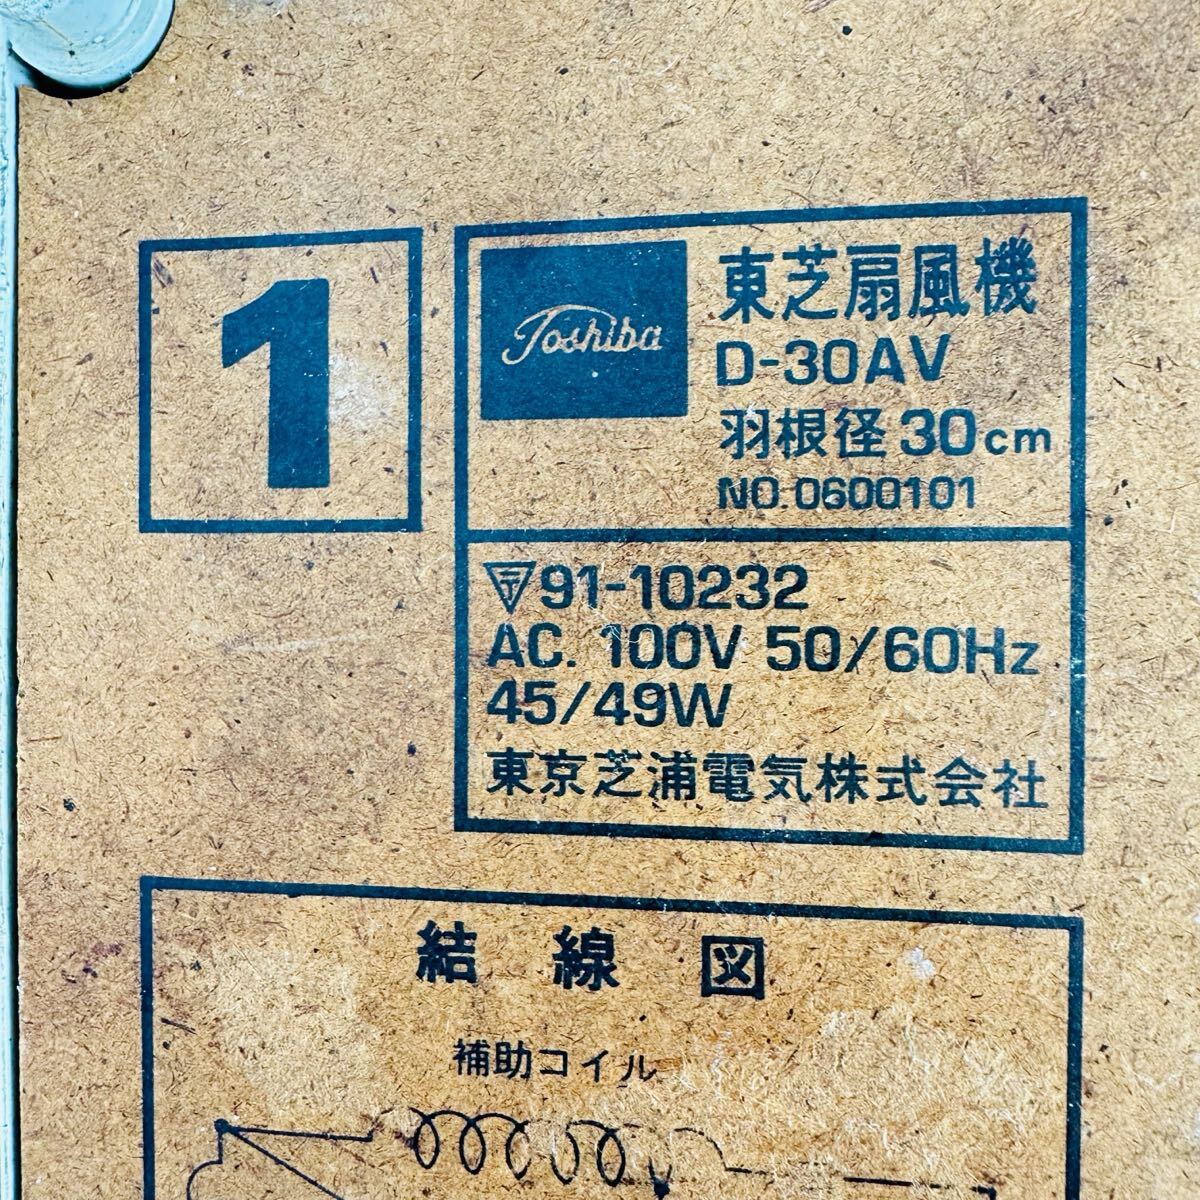 1
Toshiba
東芝扇風機
D-30AV
羽根径30cm
NO.0600101
91-10232
AC. 100V 50/60Hz
45/49W
東京芝浦電気株式会社
結線図
補助コイル